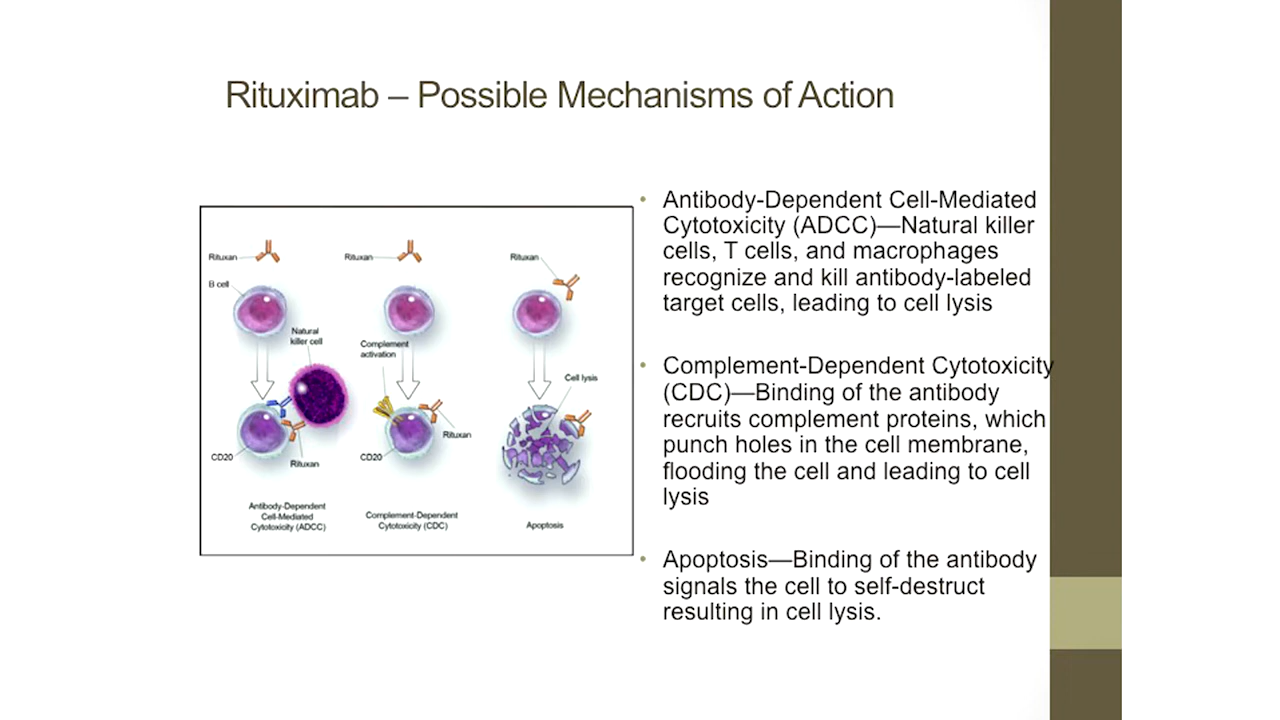 Rituximab – Possible Mechanisms of Action
Rituxan
B cell
Natural
killer cell
CD20
Rituxan
Antibody-Dependent
Cell-Mediated
Cytotoxicity (ADCC)
Rituxan
Complement
activation
CD20
Rituxan
Complement-Dependent
Cytotoxicity (CDC)
Rituxan
Cell lysis
Apoptosis
• Antibody-Dependent Cell-Mediated
Cytotoxicity (ADCC)—Natural killer
cells, T cells, and macrophages
recognize and kill antibody-labeled
target cells, leading to cell lysis
• Complement-Dependent Cytotoxicity
(CDC)—Binding of the antibody
recruits complement proteins, which
punch holes in the cell membrane,
flooding the cell and leading to cell
lysis
• Apoptosis—Binding of the antibody
signals the cell to self-destruct
resulting in cell lysis.